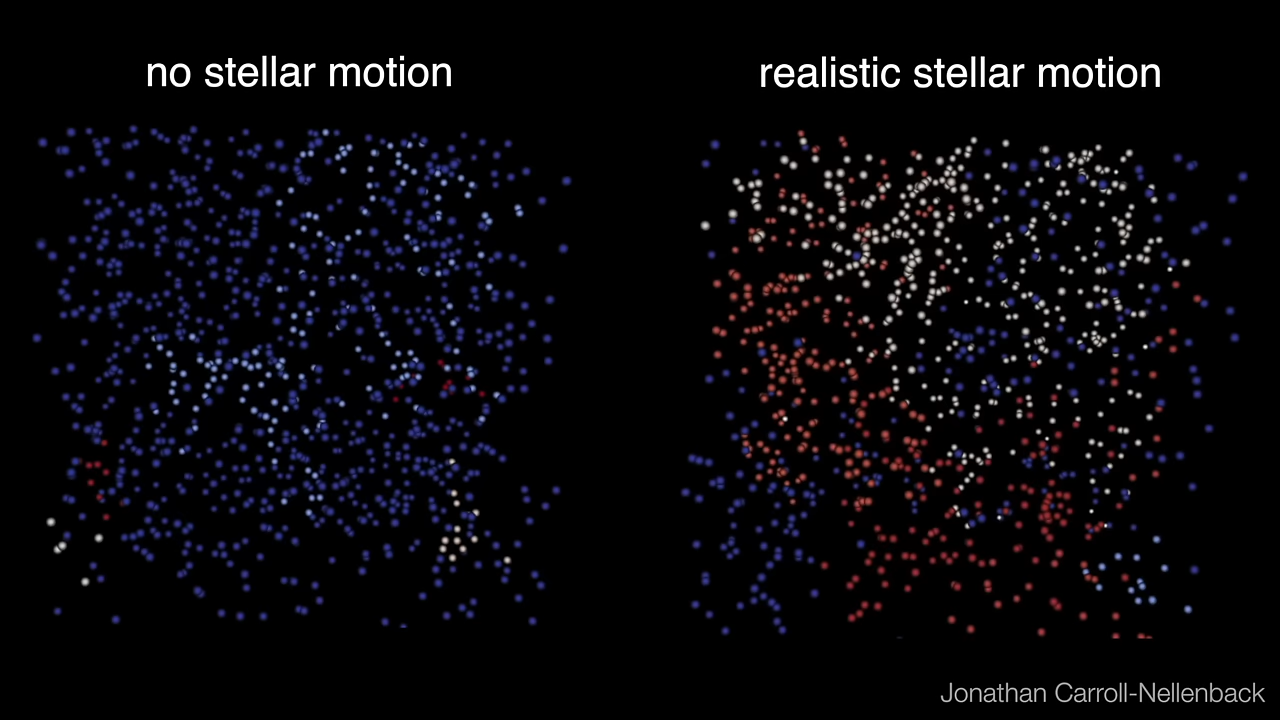 no stellar motion
realistic stellar motion
Jonathan Carroll-Nellenback